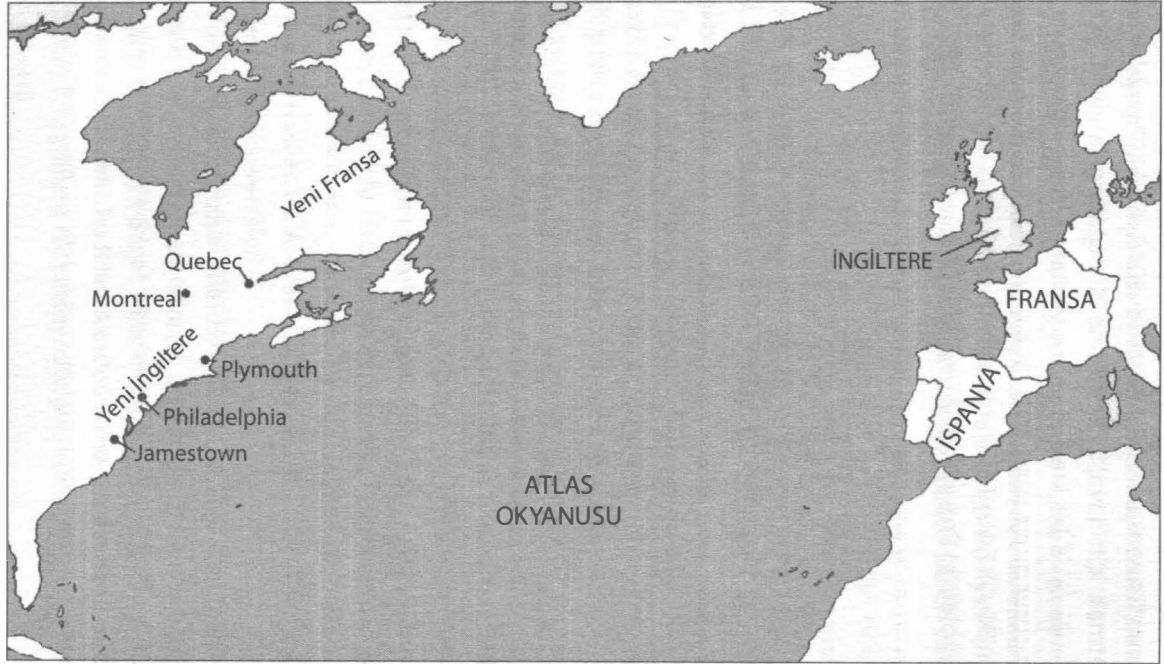 Yeni Fransa
Quebec
Montreal
Yeni İngiltere
Plymouth
Philadelphia
Jamestown
ATLAS
OKYANUSU
İNGİLTERE
FRANSA
İSPANYA